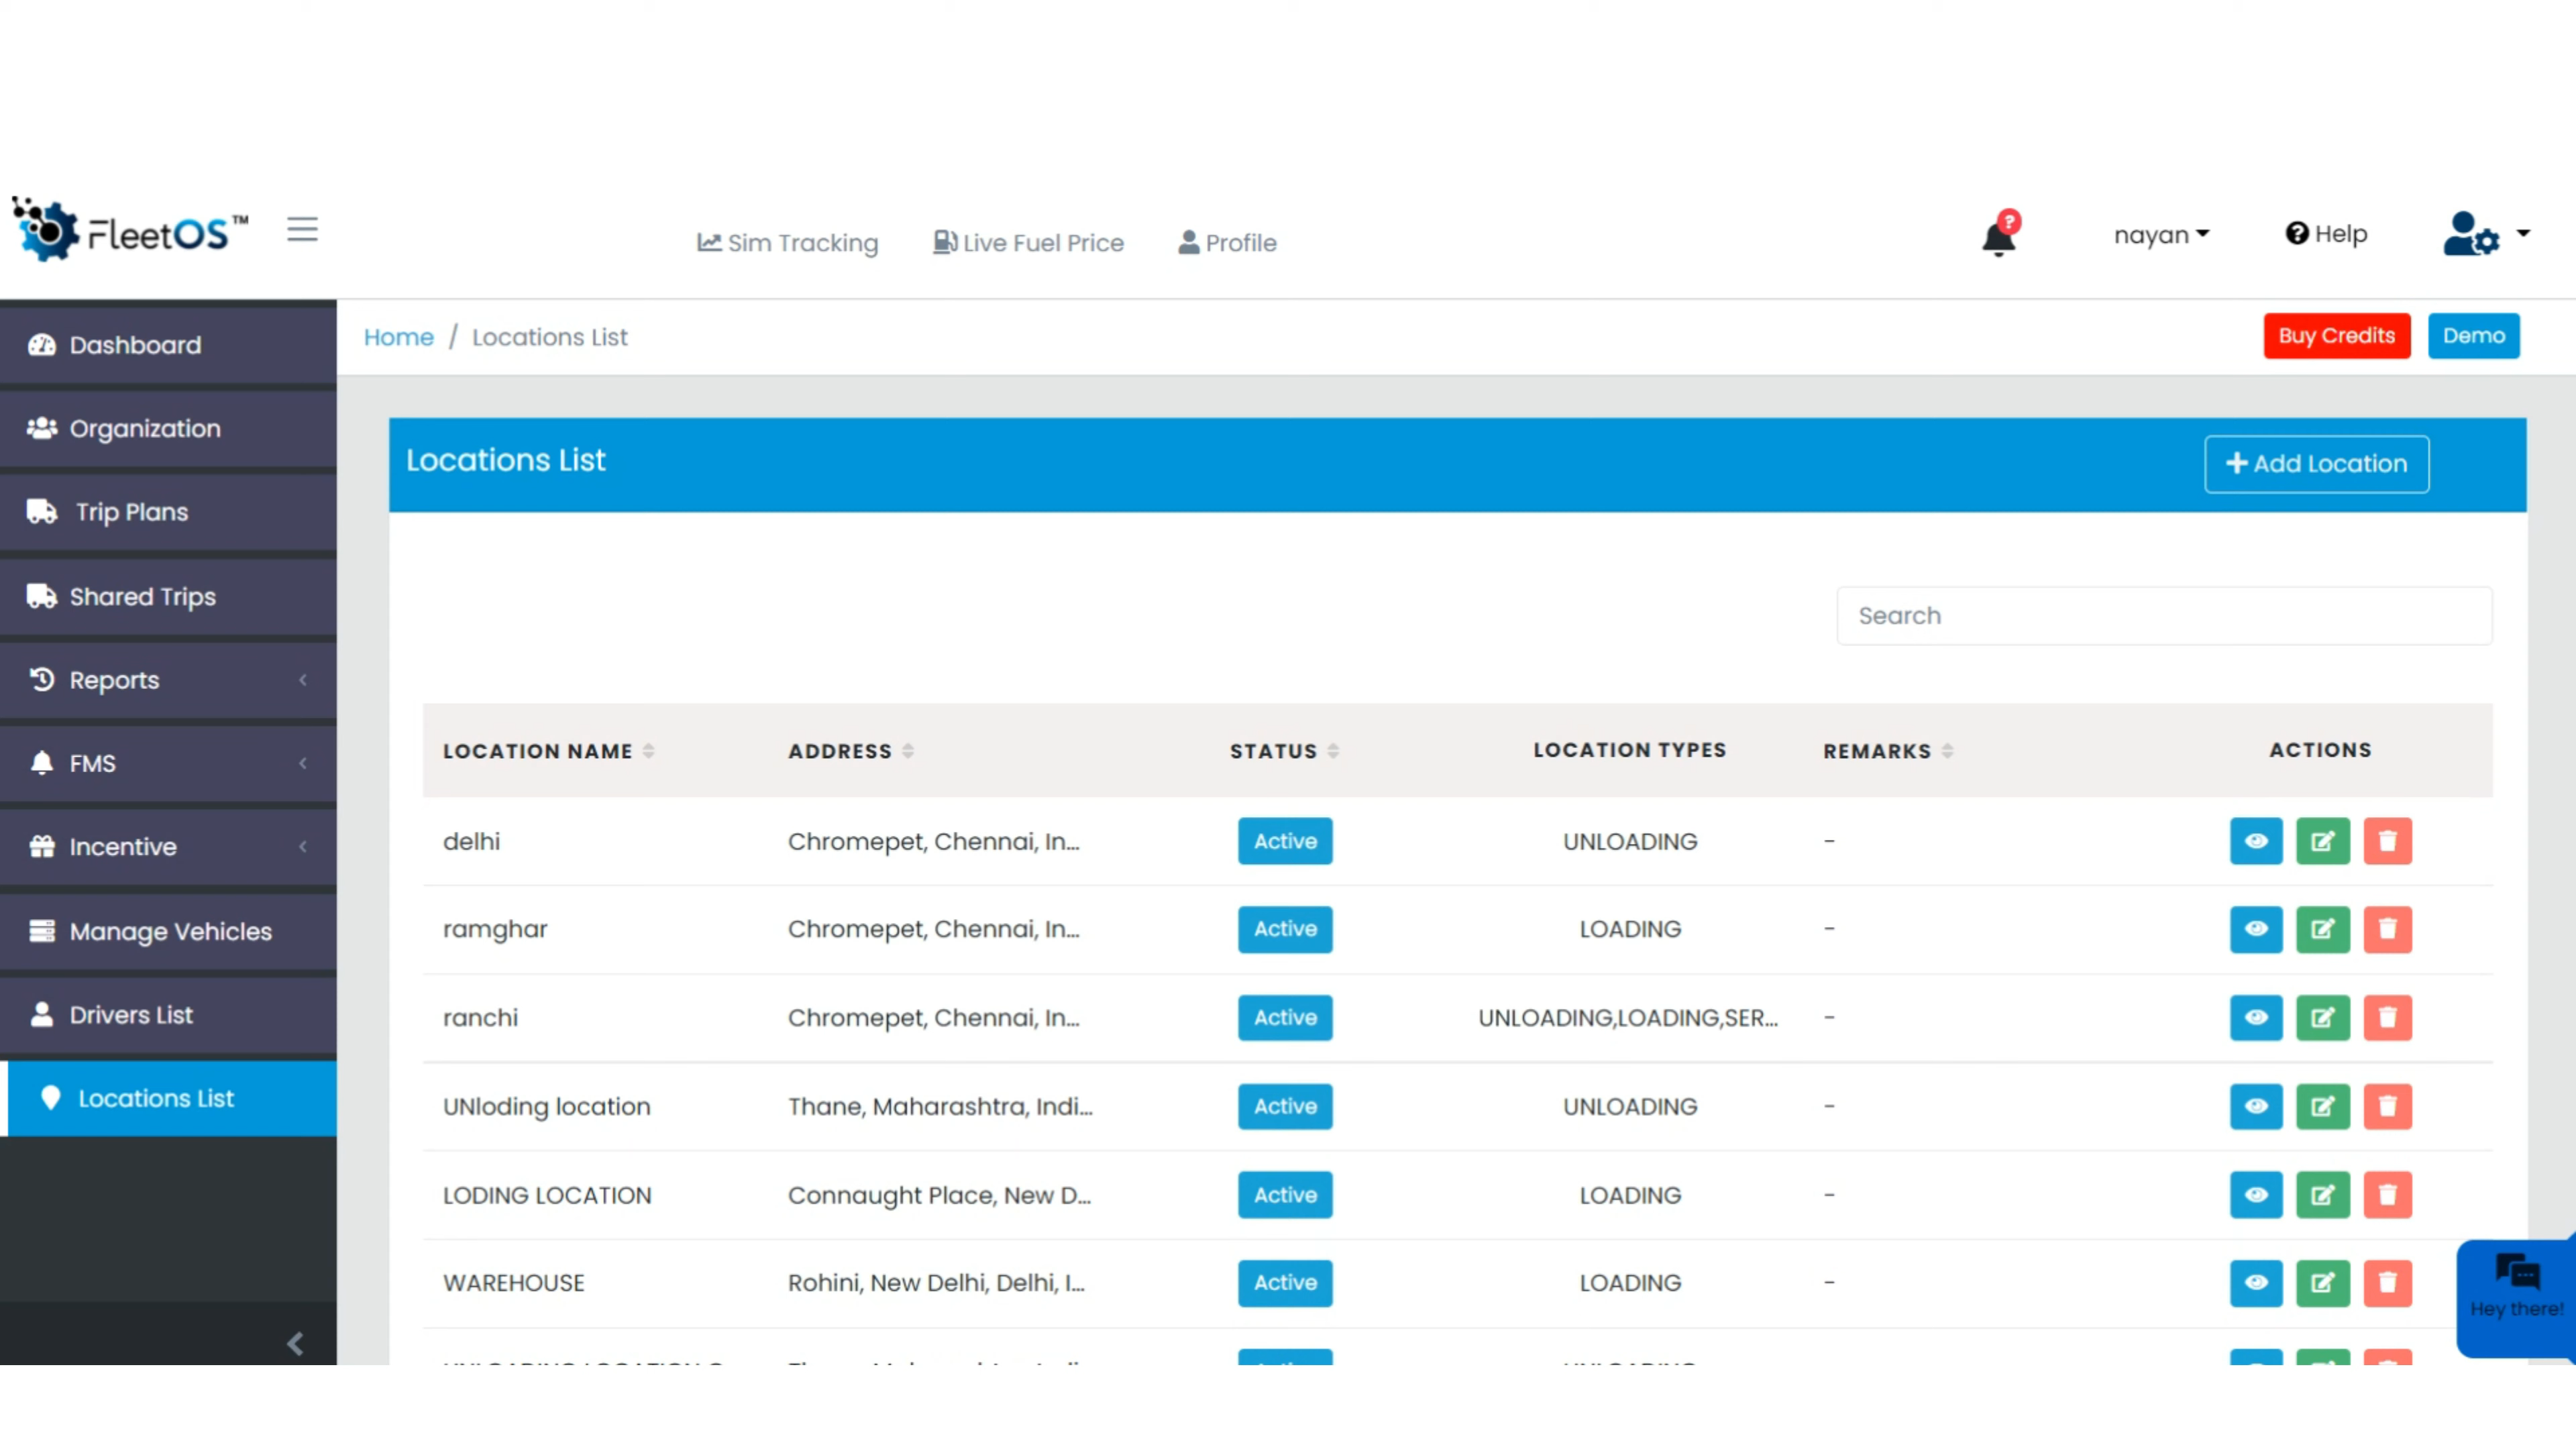 FleetOS™
Sim Tracking
Live Fuel Price
Profile
?
nayan
Help
Dashboard
Organization
Trip Plans
Shared Trips
Reports
FMS
Incentive
Manage Vehicles
Drivers List
Locations List
Home / Locations List
Buy Credits
Demo
Locations List
+ Add Location
Search
LOCATION NAME ADDRESS STATUS LOCATION TYPES REMARKS ACTIONS
delhi Chromepet, Chennai, In... Active UNLOADING -
ramghar Chromepet, Chennai, In... Active LOADING -
ranchi Chromepet, Chennai, In... Active UNLOADING,LOADING,SER... -
UNloding location Thane, Maharashtra, Indi... Active UNLOADING -
LODING LOCATION Connaught Place, New D... Active LOADING -
WAREHOUSE Rohini, New Delhi, Delhi, I... Active LOADING -
Hey there!